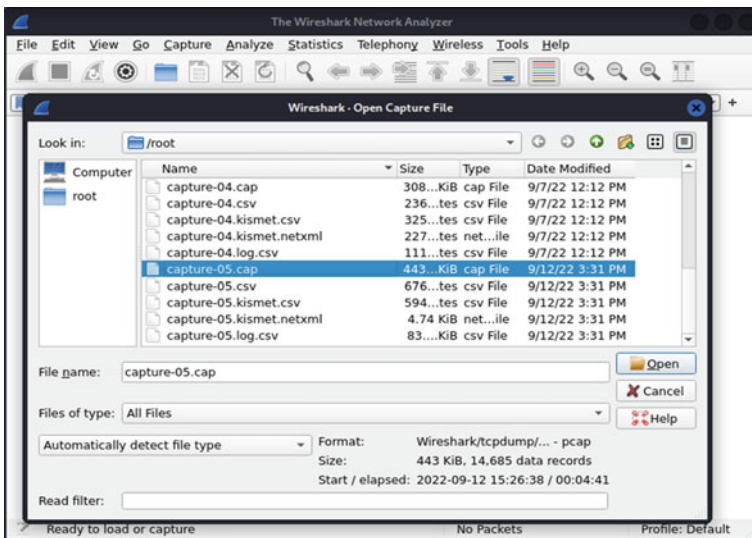 The Wireshark Network Analyzer
File Edit View Go Capture Analyze Statistics Telephony Wireless Tools Help
Wireshark · Open Capture File
Look in: /root
Computer
root
Name Size Type Date Modified
capture-04.cap 308...KiB cap File 9/7/22 12:12 PM
capture-04.csv 236...tes csv File 9/7/22 12:12 PM
capture-04.kismet.csv 325...tes csv File 9/7/22 12:12 PM
capture-04.kismet.netxml 227...tes net...ile 9/7/22 12:12 PM
capture-04.log.csv 111...tes csv File 9/7/22 12:12 PM
capture-05.cap 443...KiB cap File 9/12/22 3:31 PM
capture-05.csv 676...tes csv File 9/12/22 3:31 PM
capture-05.kismet.csv 594...tes csv File 9/12/22 3:31 PM
capture-05.kismet.netxml 4.74 KiB net...ile 9/12/22 3:31 PM
capture-05.log.csv 83....KiB csv File 9/12/22 3:31 PM
File name: capture-05.cap
Open
Cancel
Files of type: All Files
Help
Automatically detect file type
Format: Wireshark/tcpdump/... - pcap
Size: 443 KiB, 14,685 data records
Start / elapsed: 2022-09-12 15:26:38 / 00:04:41
Read filter:
Ready to load or capture No Packets Profile: Default